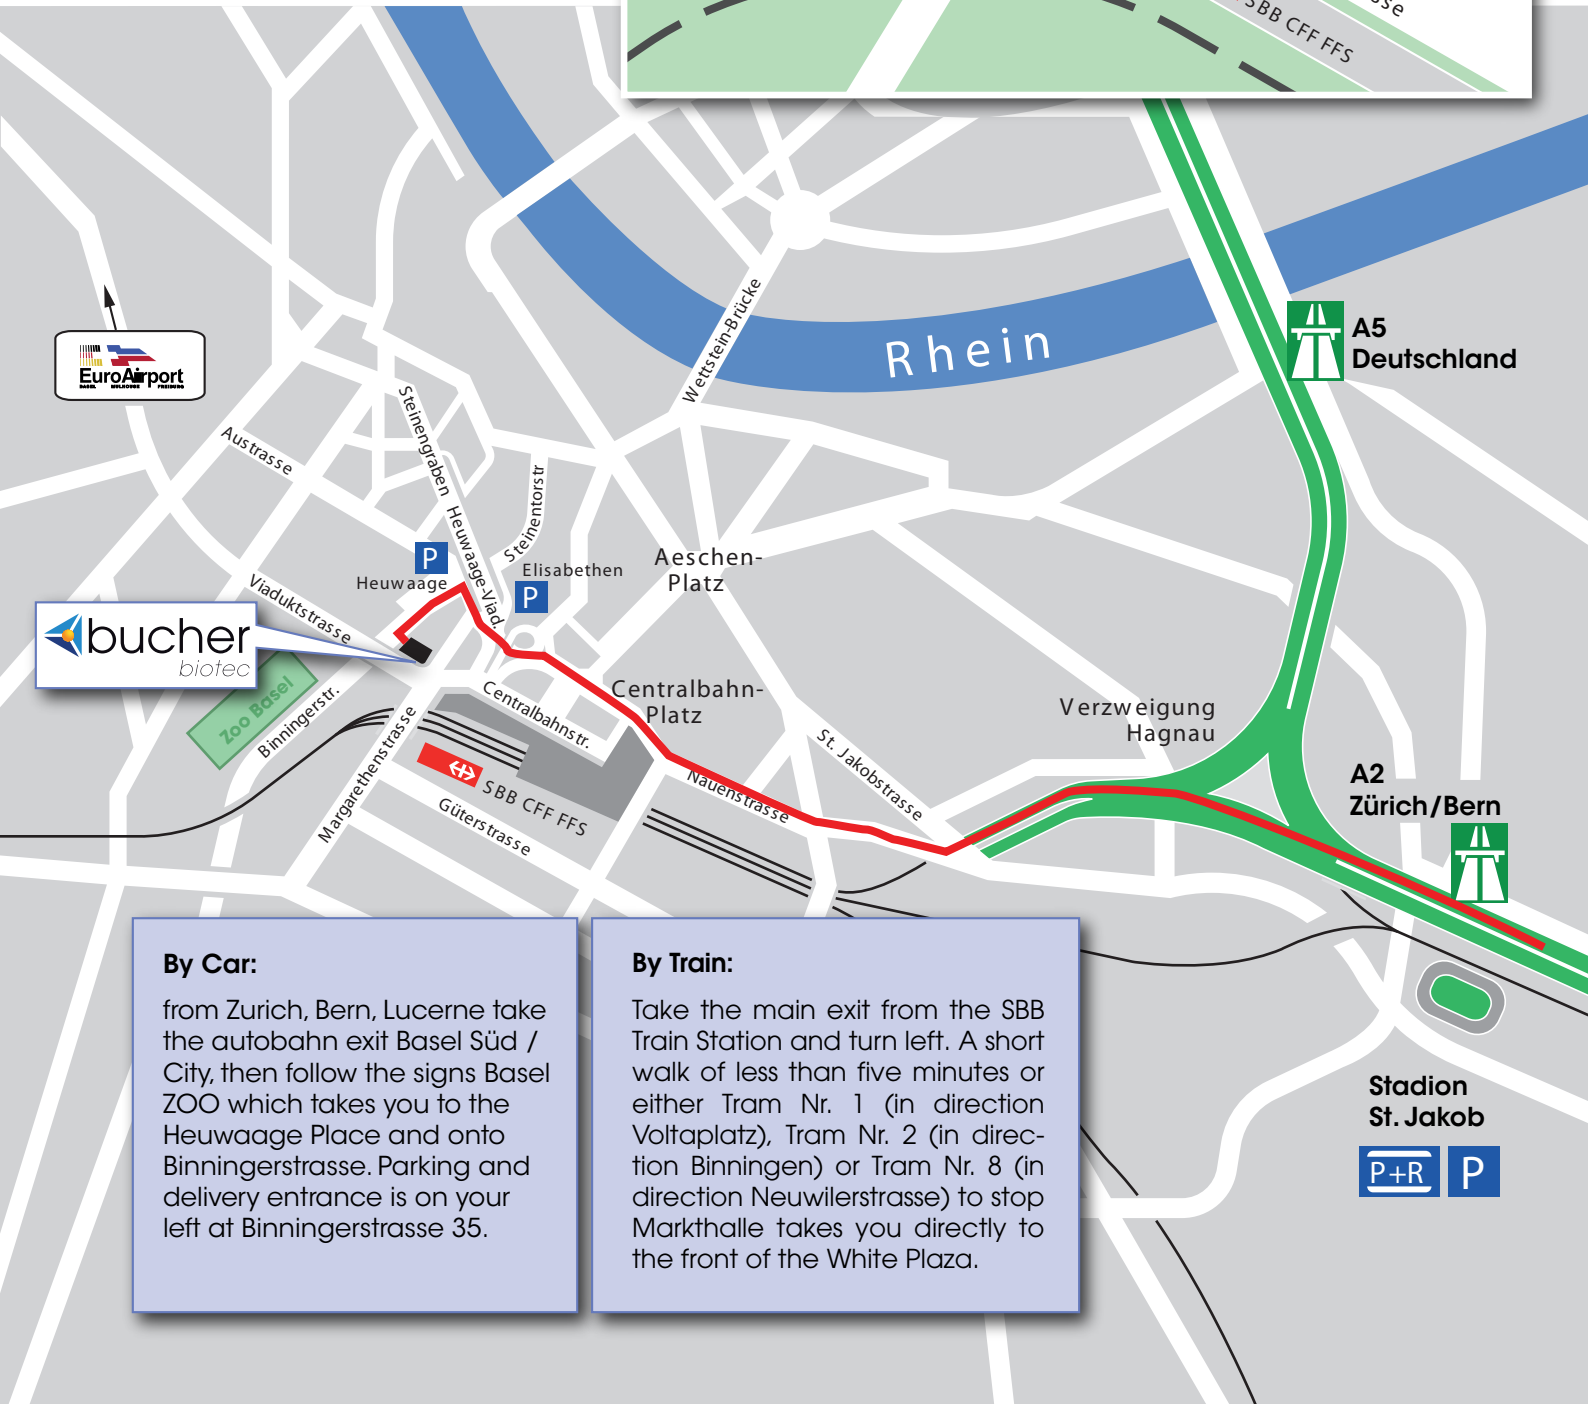 sse
SBB CFF FFS
Rhein
Wettstein-Brücke
A5
Deutschland
EuroAirport
BASEL MULHOUSE FREIBURG
Steinengraben
Austrasse
Steinentorstr
Heuwaage-Viad.
P
Heuwaage
Elisabethen
P
Aeschen-
Platz
Viaduktstrasse
bucher
biotec
Zoo Basel
Binningerstr.
Centralbahnstr.
Centralbahn-
Platz
Verzweigung
Hagnau
Margarethenstrasse
SBB CFF FFS
Güterstrasse
Nauenstrasse
St. Jakobstrasse
A2
Zürich/Bern
By Car:
from Zurich, Bern, Lucerne take
the autobahn exit Basel Süd /
City, then follow the signs Basel
ZOO which takes you to the
Heuwaage Place and onto
Binningerstrasse. Parking and
delivery entrance is on your
left at Binningerstrasse 35.
By Train:
Take the main exit from the SBB
Train Station and turn left. A short
walk of less than five minutes or
either Tram Nr. 1 (in direction
Voltaplatz), Tram Nr. 2 (in direc-
tion Binningen) or Tram Nr. 8 (in
direction Neuwilerstrasse) to stop
Markthalle takes you directly to
the front of the White Plaza.
Stadion
St. Jakob
P+R
P